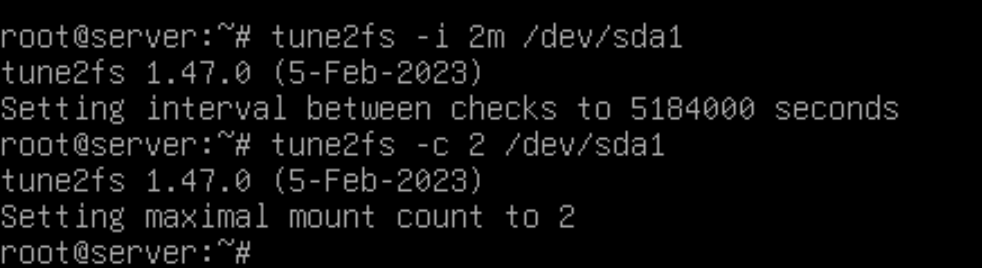 root@server:~# tune2fs -i 2m /dev/sda1
tune2fs 1.47.0 (5-Feb-2023)
Setting interval between checks to 5184000 seconds
root@server:~# tune2fs -c 2 /dev/sda1
tune2fs 1.47.0 (5-Feb-2023)
Setting maximal mount count to 2
root@server:~#